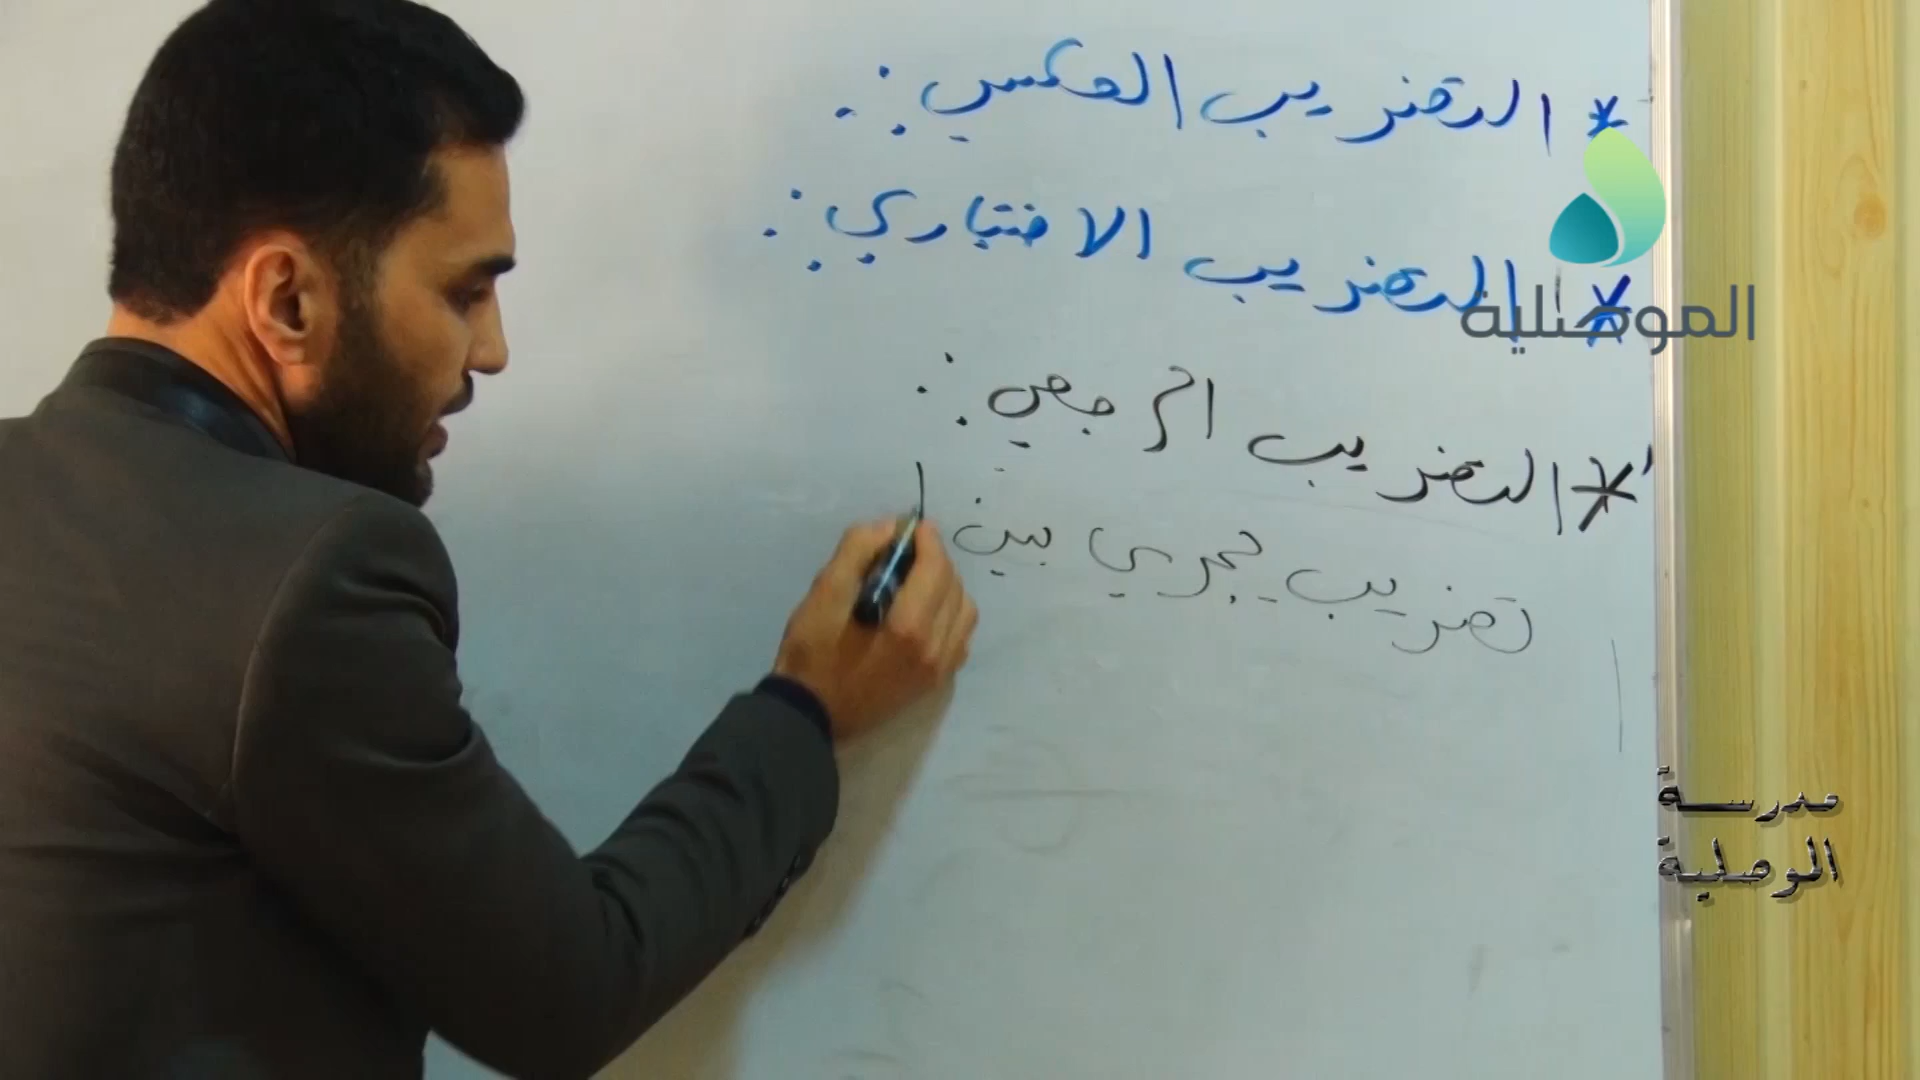 * التضريب العكسي :.
* التضريب الاختباري :.
الموصلية
* التضريب الرجعي :.
تضريب يجري بين ا
مدرسة
الوصلية